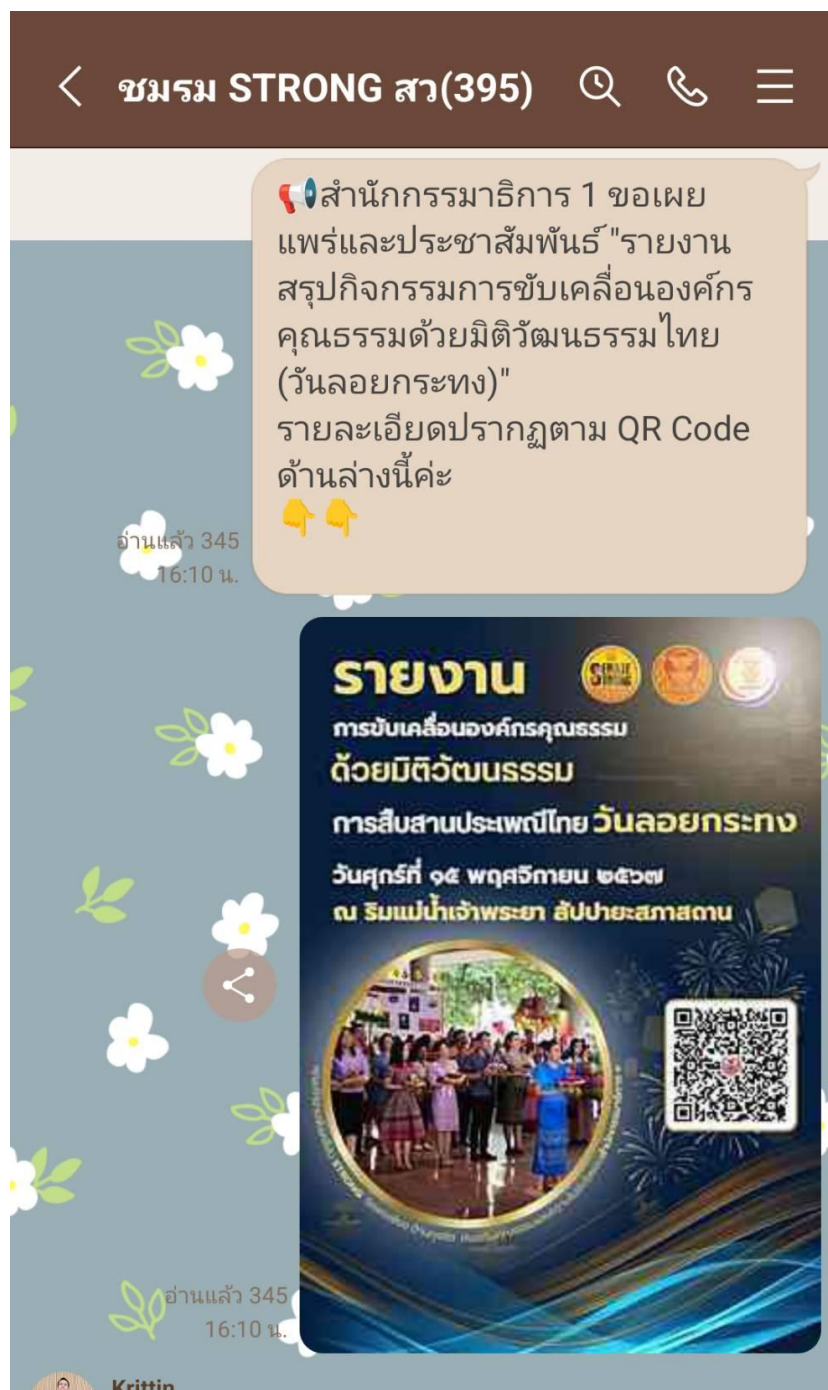 ชมรม STRONG สว(395)
📢สำนักกรรมาธิการ 1 ขอเผย
แพร่และประชาสัมพันธ์ "รายงาน
สรุปกิจกรรมการขับเคลื่อนองค์กร
คุณธรรมด้วยมิติวัฒนธรรมไทย
(วันลอยกระทง)"
รายละเอียดปรากฏตาม QR Code
ด้านล่างนี้ค่ะ
👇👇
อ่านแล้ว 345
16:10 น.
รายงาน
การขับเคลื่อนองค์กรคุณธรรม
ด้วยมิติวัฒนธรรม
การสืบสานประเพณีไทย วันลอยกระทง
วันศุกร์ที่ ๑๕ พฤศจิกายน ๒๕๖๗
ณ ริมแม่น้ำเจ้าพระยา สัปปายะสภาสถาน
STRONG
อ่านแล้ว 345
16:10 น.
Krittin